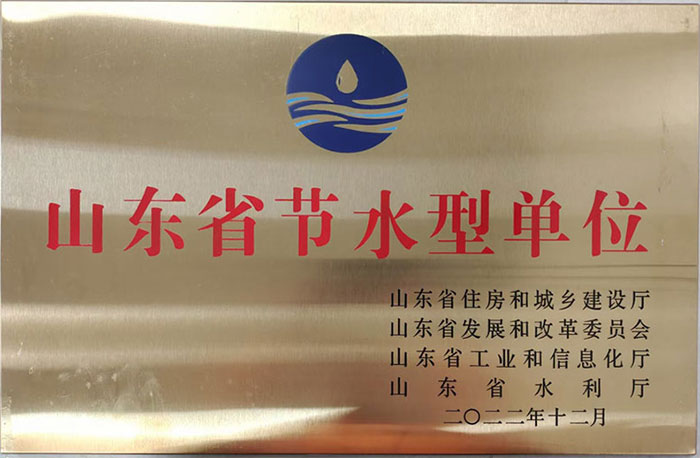 山东省节水型单位
山东省住房和城乡建设厅
山东省发展和改革委员会
山东省工业和信息化厅
山东省水利厅
二〇二二年十二月